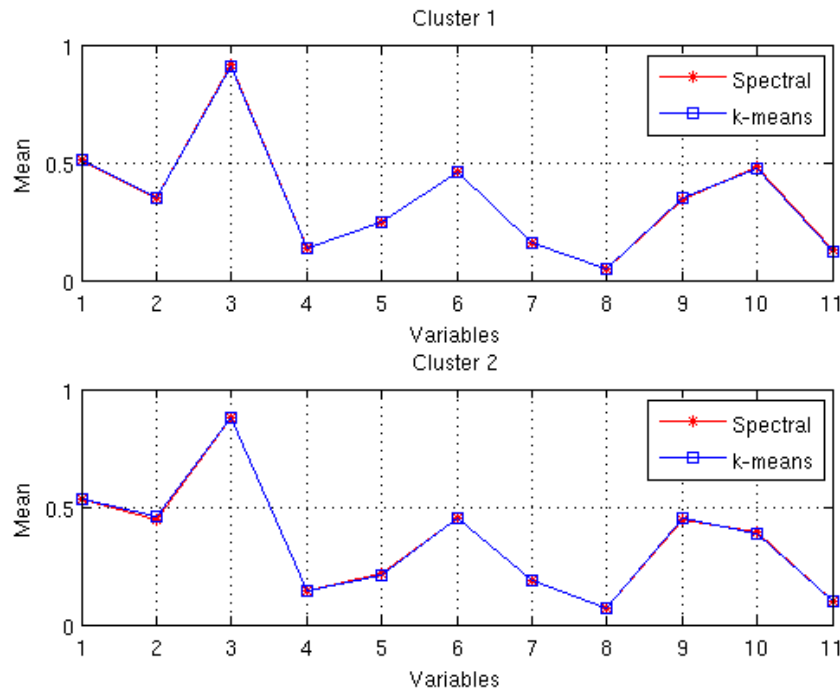 Cluster 1
1
0.5
0
Mean
Spectral
k-means
1 2 3 4 5 6 7 8 9 10 11
Variables
Cluster 2
1
0.5
0
Mean
Spectral
k-means
1 2 3 4 5 6 7 8 9 10 11
Variables